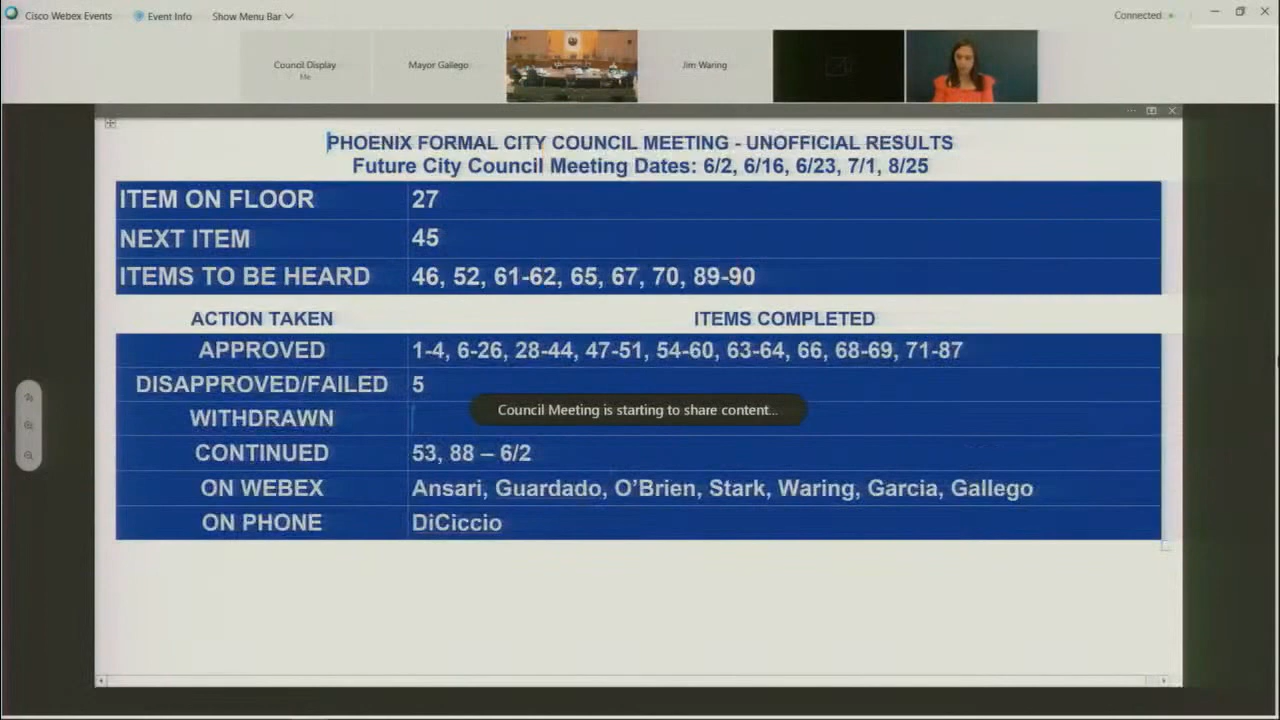 Cisco Webex Events
Event Info
Show Menu Bar
Connected
Council Display
Me
Mayor Gallego
Jim Waring
PHOENIX FORMAL CITY COUNCIL MEETING - UNOFFICIAL RESULTS
Future City Council Meeting Dates: 6/2, 6/16, 6/23, 7/1, 8/25
ITEM ON FLOOR 27
NEXT ITEM 45
ITEMS TO BE HEARD 46, 52, 61-62, 65, 67, 70, 89-90
ACTION TAKEN ITEMS COMPLETED
APPROVED 1-4, 6-26, 28-44, 47-51, 54-60, 63-64, 66, 68-69, 71-87
DISAPPROVED/FAILED 5
Council Meeting is starting to share content...
WITHDRAWN
CONTINUED 53, 88 – 6/2
ON WEBEX Ansari, Guardado, O'Brien, Stark, Waring, Garcia, Gallego
ON PHONE DiCiccio